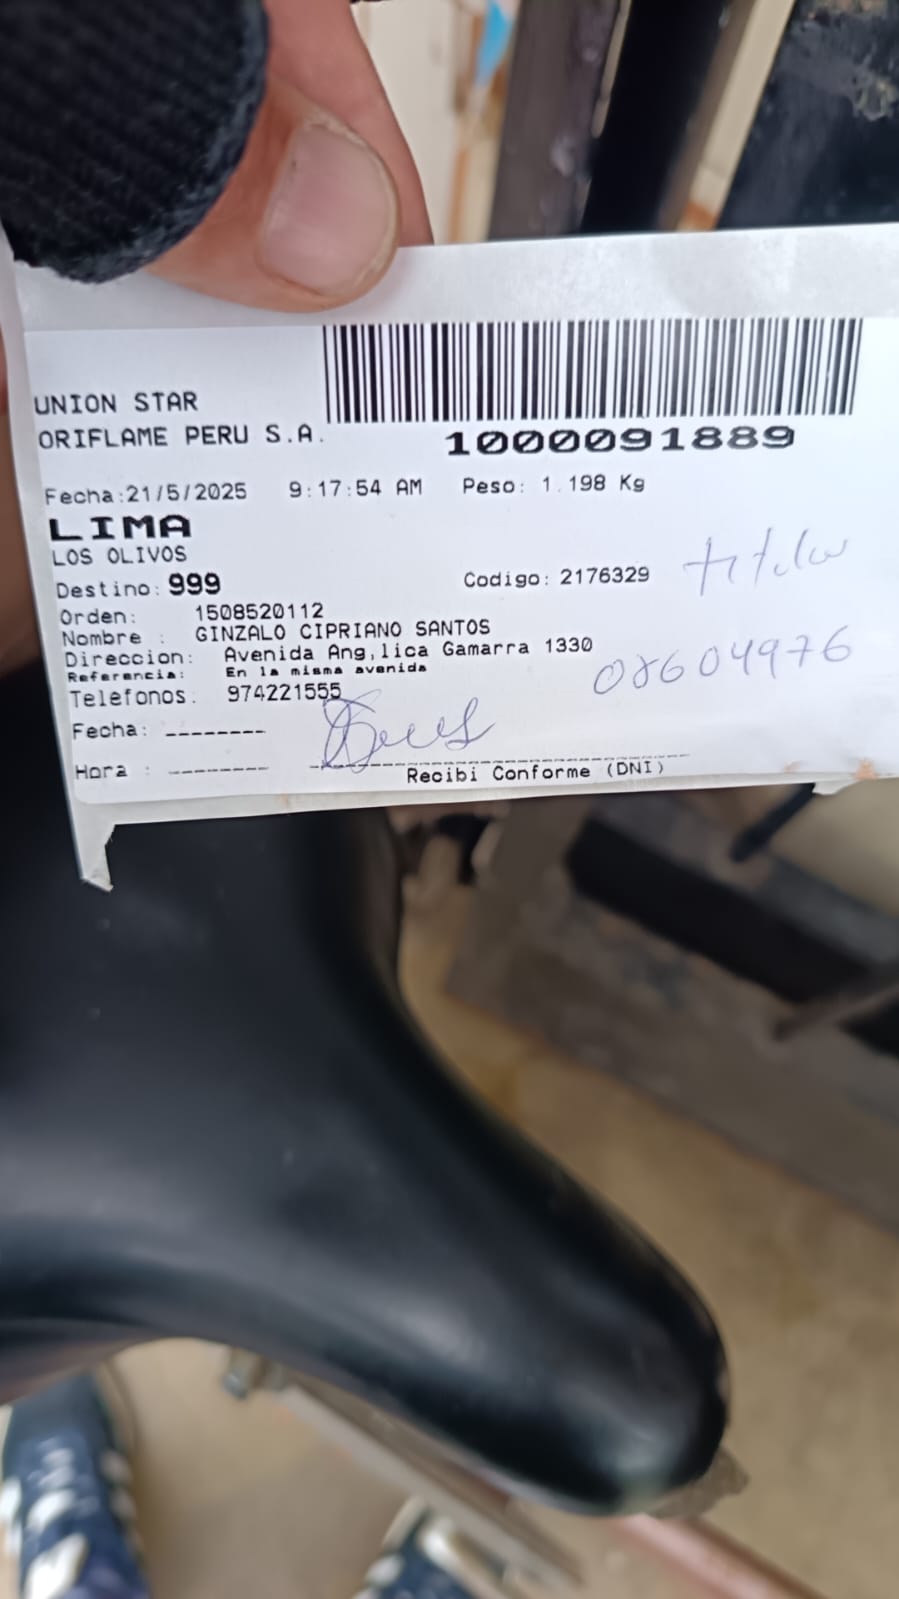 UNION STAR
ORIFLAME PERU S.A.
1000091889
Fecha:21/5/2025 9:17:54 AM Peso: 1.198 Kg
LIMA
LOS OLIVOS
Destino: 999 Codigo: 2176329 titular
Orden: 1508520112
Nombre : GINZALO CIPRIANO SANTOS
Direccion: Avenida Ang,lica Gamarra 1330
Referencia: En la misma avenida
08604976
Telefonos: 974221555
Fecha: --------
Hora : --------
Recibi Conforme (DNI)